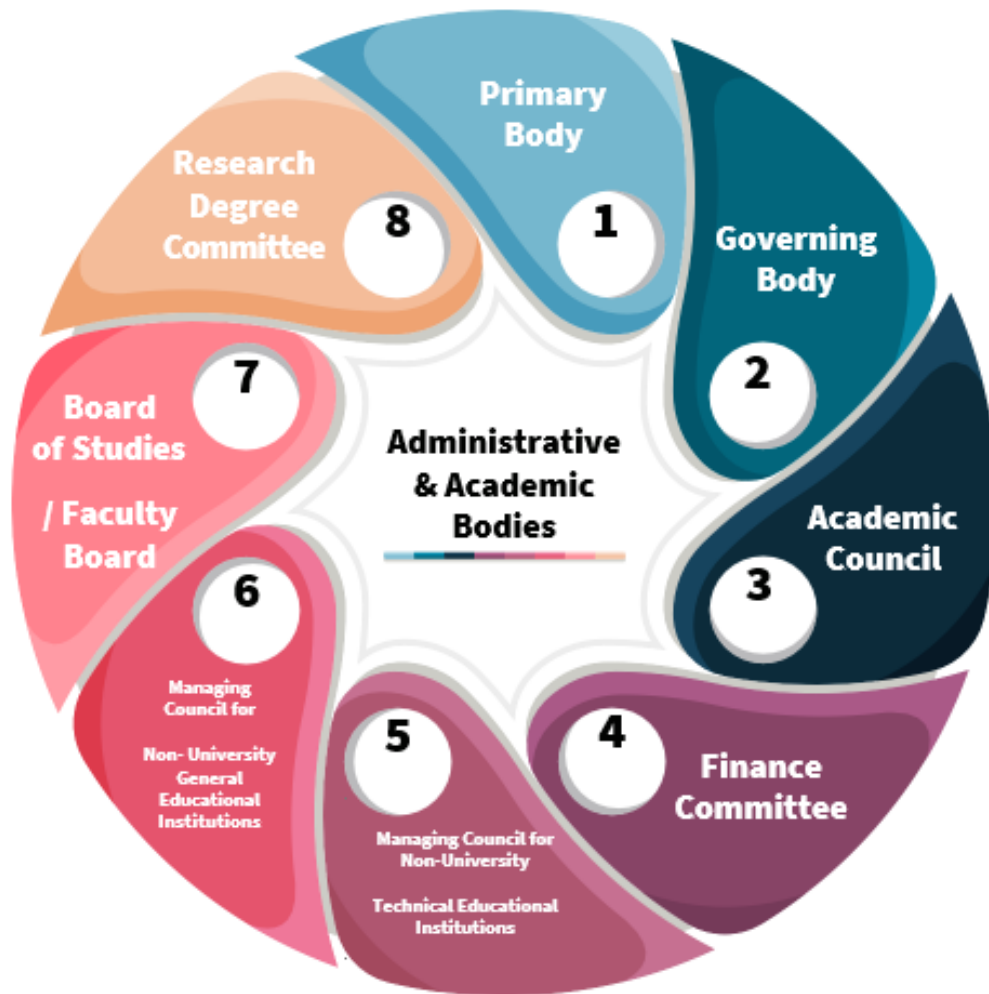 Primary
Body
1
Governing
Body
2
Academic
Council
3
Finance
Committee
4
Managing Council for
Non-University
Technical Educational
Institutions
5
Managing
Council for
Non- University
General
Educational
Institutions
6
Board
of Studies
/ Faculty
Board
7
Research
Degree
Committee
8
Administrative
& Academic
Bodies